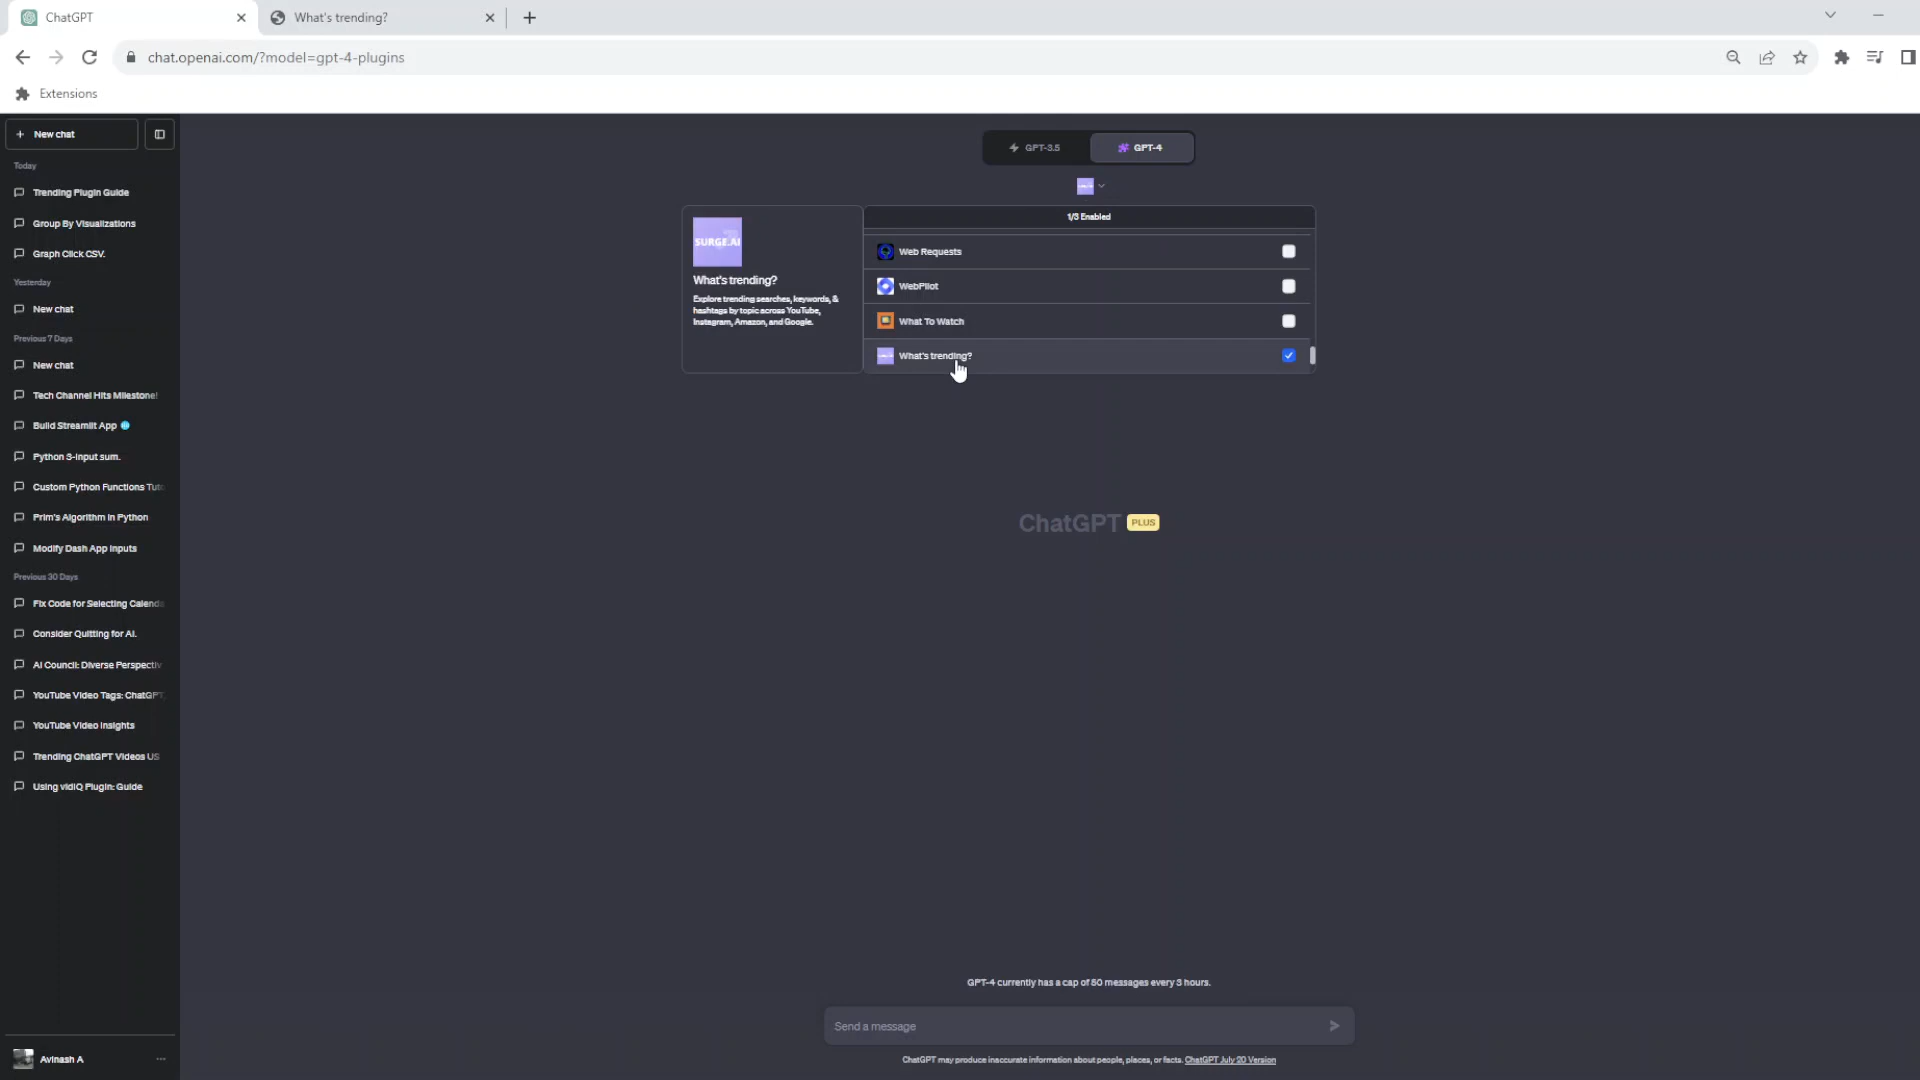 ChatGPT
What's trending?
chat.openai.com/?model=gpt-4-plugins
Extensions
New chat
Today
Trending Plugin Guide
Group By Visualizations
Graph Click CSV.
Yesterday
New chat
Previous 7 Days
New chat
Tech Channel Hits Milestone!
Build Streamlit App
Python 3-input sum.
Custom Python Functions Tuto
Prim's Algorithm in Python
Modify Dash App Inputs
Previous 30 Days
Fix Code for Selecting Calenda
Consider Quitting for AI.
AI Council: Diverse Perspectiv
YouTube Video Tags: ChatGPT
YouTube Video Insights
Trending ChatGPT Videos US
Using vidIQ Plugin: Guide
Avinash A
GPT-3.5
GPT-4
SURGE.AI
What's trending?
Explore trending searches, keywords, &
hashtags by topic across YouTube,
Instagram, Amazon, and Google.
1/3 Enabled
Web Requests
WebPilot
What To Watch
What's trending?
ChatGPT PLUS
GPT-4 currently has a cap of 50 messages every 3 hours.
Send a message
ChatGPT may produce inaccurate information about people, places, or facts. ChatGPT July 20 Version